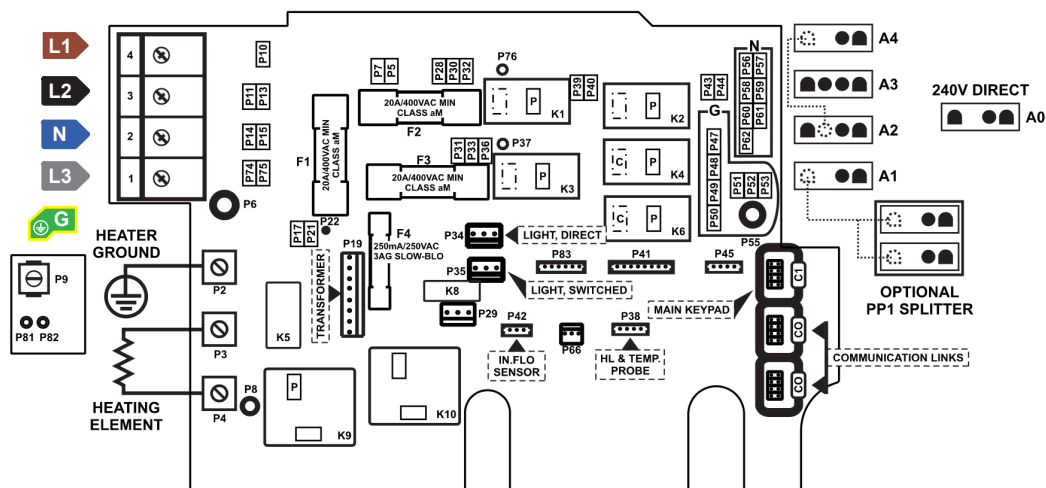 L1
L2
N
L3
G
4
3
2
1
P10
P11
P13
P14
P15
P74
P75
P6
HEATER
GROUND
P9
P81 P82
HEATING
ELEMENT
P2
P3
P4
P8
P17
P21
P22
F1
20A/400VAC MIN
CLASS aM
P7
P5
P28
P30
P32
20A/400VAC MIN
CLASS aM
F2
F3
20A/400VAC MIN
CLASS aM
P31
P33
P36
P76
P
K1
P37
P
K3
P39
P40
P
K2
C
P
K4
C
P
K6
P43
P44
N
P56
P57
P58
P59
P60
P61
P62
G
P47
P48
P49
P50
P51
P52
P53
P55
TRANSFORMER
P19
F4
250mA/250VAC
3AG SLOW-BLO
P34
LIGHT, DIRECT
P35
LIGHT, SWITCHED
K8
P29
P83
P41
P45
MAIN KEYPAD
P42
IN.FLO
SENSOR
P66
P38
HL & TEMP.
PROBE
K5
P
K9
K10
C1
CO
CO
COMMUNICATION LINKS
A4
A3
A2
A1
240V DIRECT
A0
OPTIONAL
PP1 SPLITTER